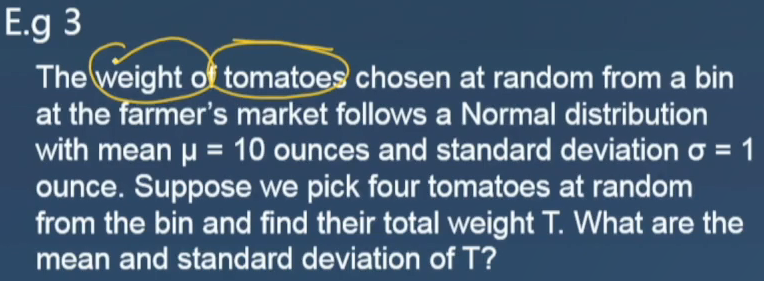 E.g 3
The weight of tomatoes chosen at random from a bin
at the farmer's market follows a Normal distribution
with mean μ = 10 ounces and standard deviation σ = 1
ounce. Suppose we pick four tomatoes at random
from the bin and find their total weight T. What are the
mean and standard deviation of T?